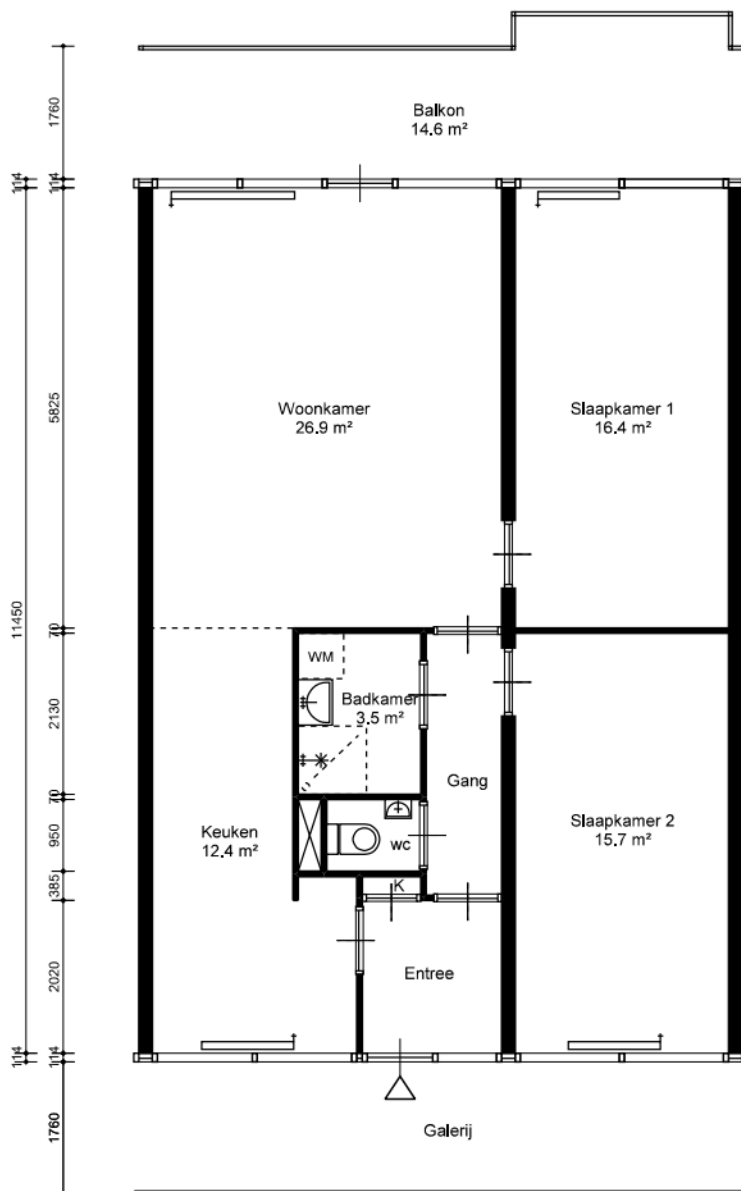 Balkon
14.6 m²
1760
114
114
Woonkamer
26.9 m²
Slaapkamer 1
16.4 m²
5825
11450
70
WM
Badkamer
3.5 m²
2130
Gang
70
Keuken
12.4 m²
wc
Slaapkamer 2
15.7 m²
950
385
K
Entree
2020
114
114
Galerij
1760